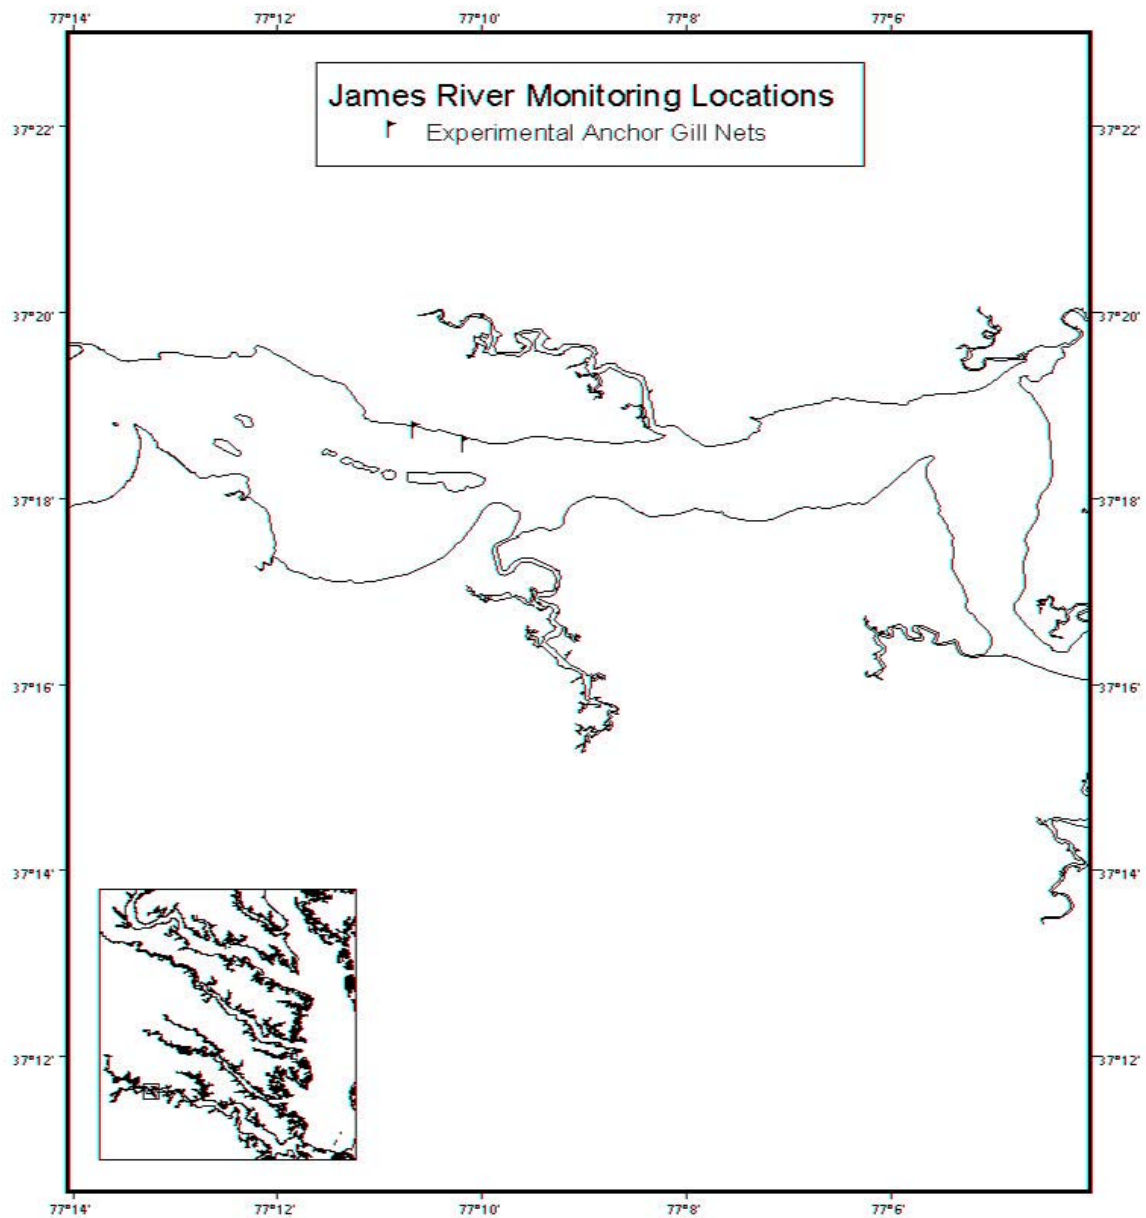 77°14' 77°12' 77°10' 77°8' 77°6'
James River Monitoring Locations
Experimental Anchor Gill Nets
37°22' 37°22'
37°20' 37°20'
37°18' 37°18'
37°16' 37°16'
37°14' 37°14'
37°12' 37°12'
77°14' 77°12' 77°10' 77°8' 77°6'